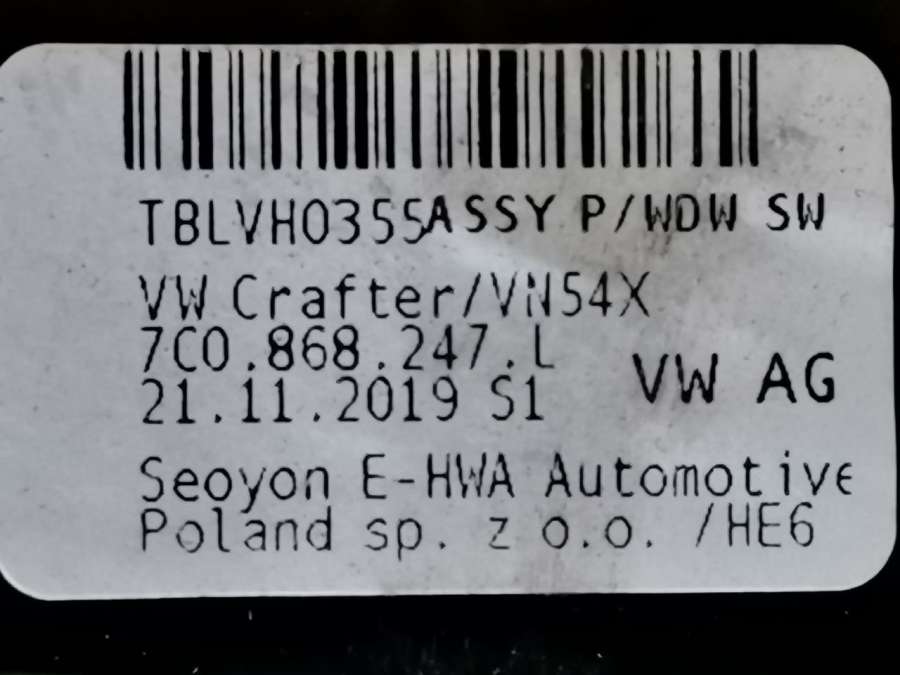 TBLVH0355ASSY P/WDW SW
VW Crafter/VN54X
7C0.868.247.L
VW AG
21.11.2019 S1
Seoyon E-HWA Automotive
Poland sp. z o.o. /HE6